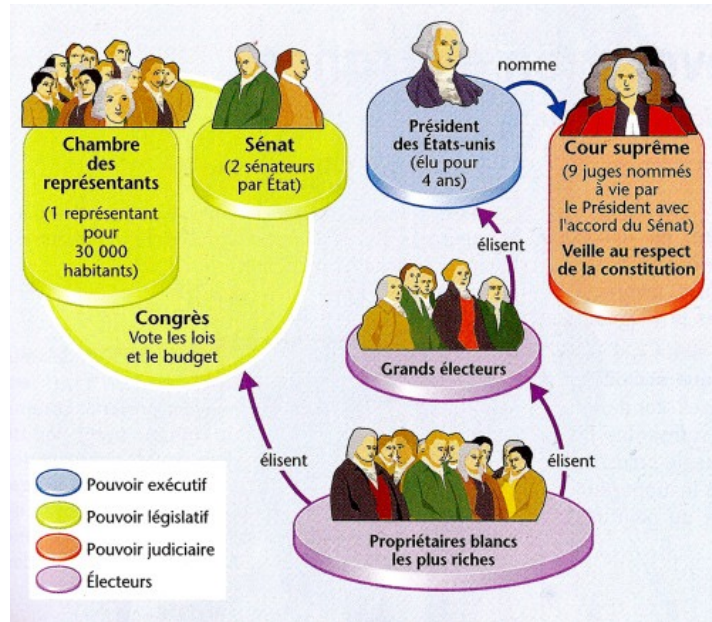 Chambre
des
représentants
(1 représentant
pour
30 000
habitants)
Sénat
(2 sénateurs
par État)
Congrès
Vote les lois
et le budget
Président
des États-unis
(élu pour
4 ans)
nomme
Cour suprême
(9 juges nommés
à vie par
le Président avec
l'accord du Sénat)
Veille au respect
de la constitution
élisent
Grands électeurs
élisent
élisent
Propriétaires blancs
les plus riches
Pouvoir exécutif
Pouvoir législatif
Pouvoir judiciaire
Électeurs